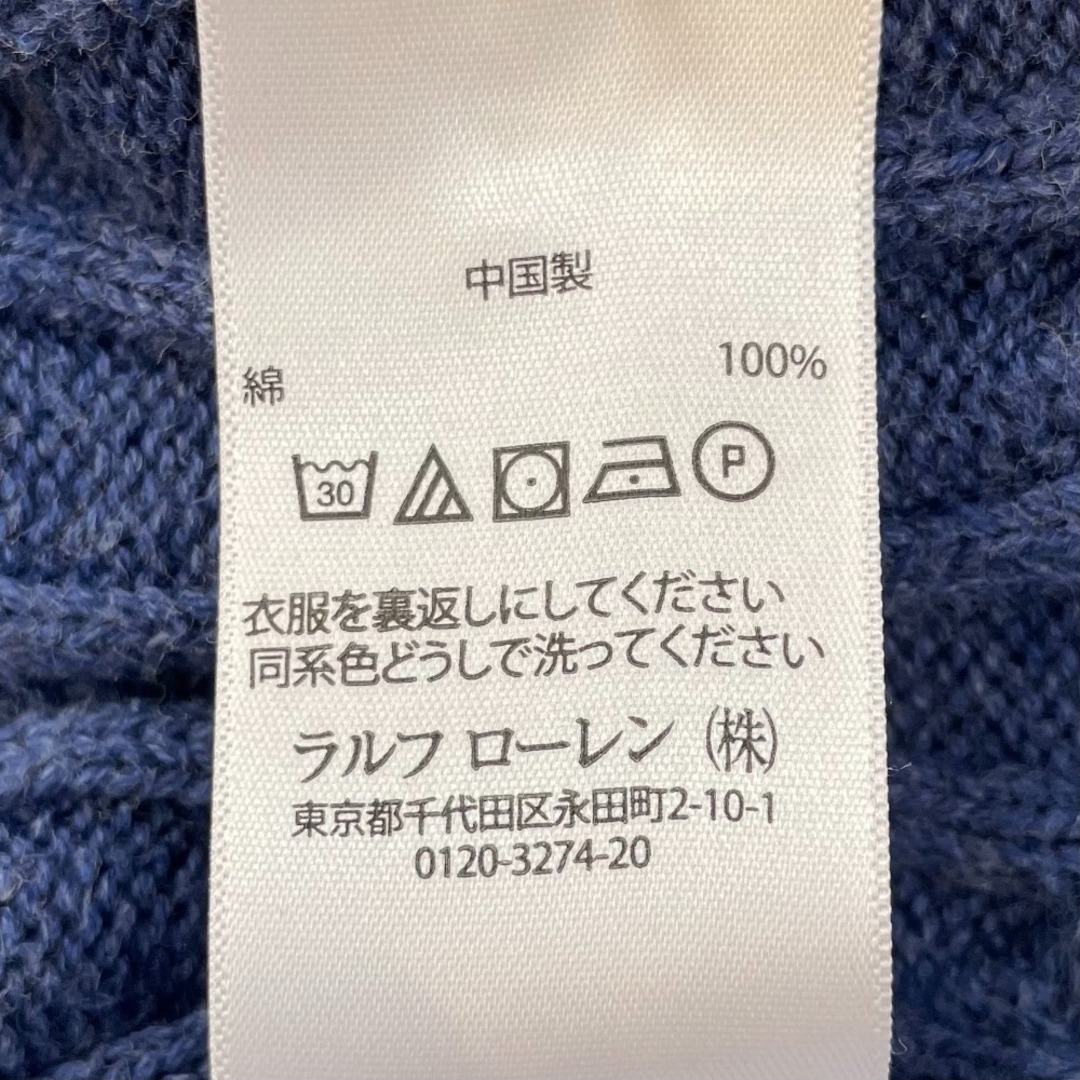 中国製
綿 100%
30 P
衣服を裏返しにしてください
同系色どうしで洗ってください
ラルフ ローレン (株)
東京都千代田区永田町2-10-1
0120-3274-20